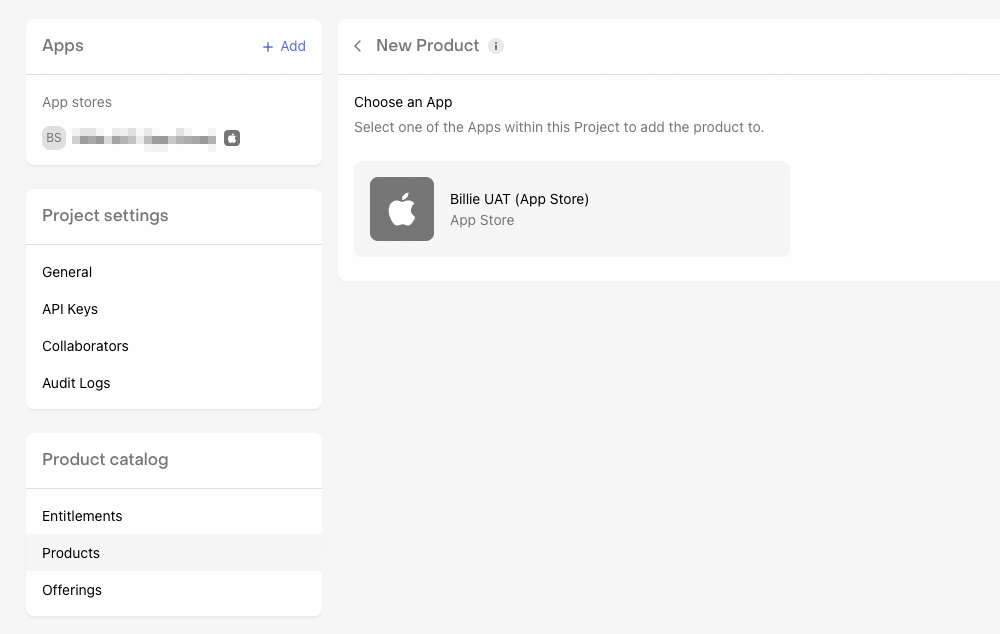 Apps
+ Add
App stores
BS
Project settings
General
API Keys
Collaborators
Audit Logs
Product catalog
Entitlements
Products
Offerings
New Product i
Choose an App
Select one of the Apps within this Project to add the product to.
Billie UAT (App Store)
App Store